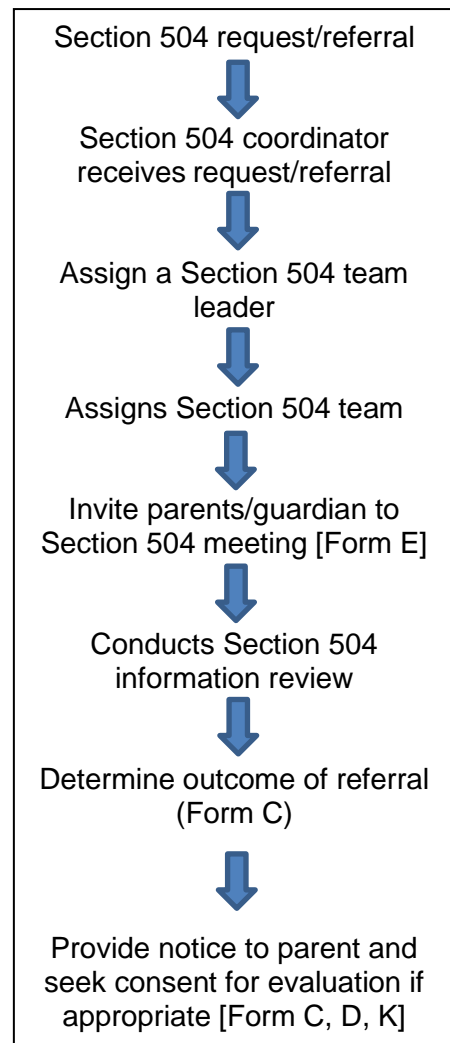 Section 504 request/referral
Section 504 coordinator
receives request/referral
Assign a Section 504 team
leader
Assigns Section 504 team
Invite parents/guardian to
Section 504 meeting [Form E]
Conducts Section 504
information review
Determine outcome of referral
(Form C)
Provide notice to parent and
seek consent for evaluation if
appropriate [Form C, D, K]